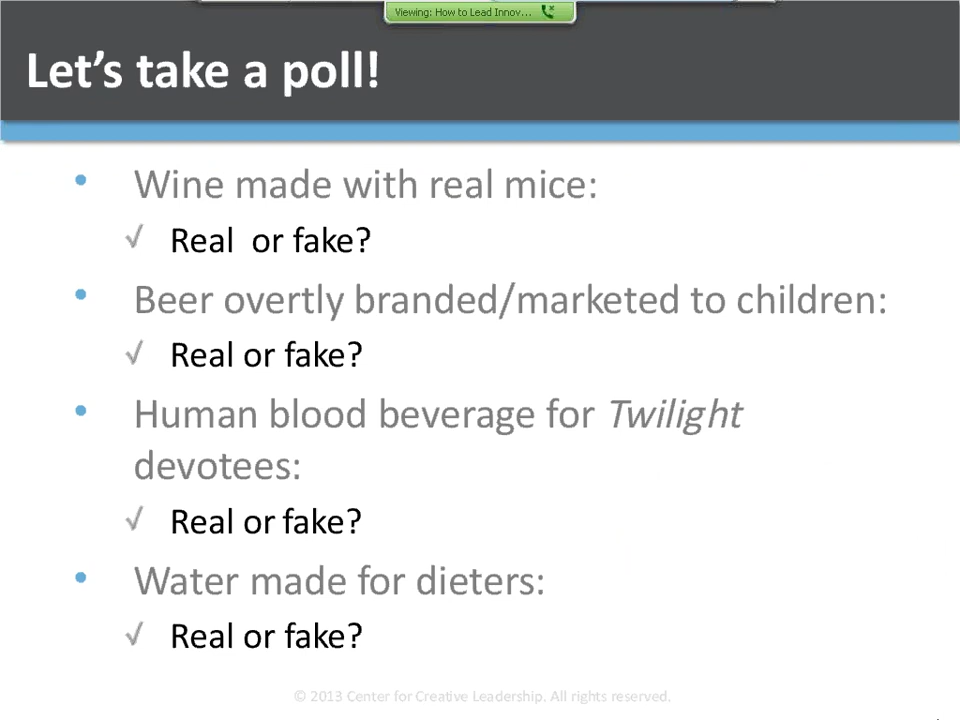 Viewing: How to Lead Innov...
Let's take a poll!
• Wine made with real mice:
√ Real or fake?
• Beer overtly branded/marketed to children:
√ Real or fake?
• Human blood beverage for Twilight
devotees:
√ Real or fake?
• Water made for dieters:
√ Real or fake?
© 2013 Center for Creative Leadership. All rights reserved.